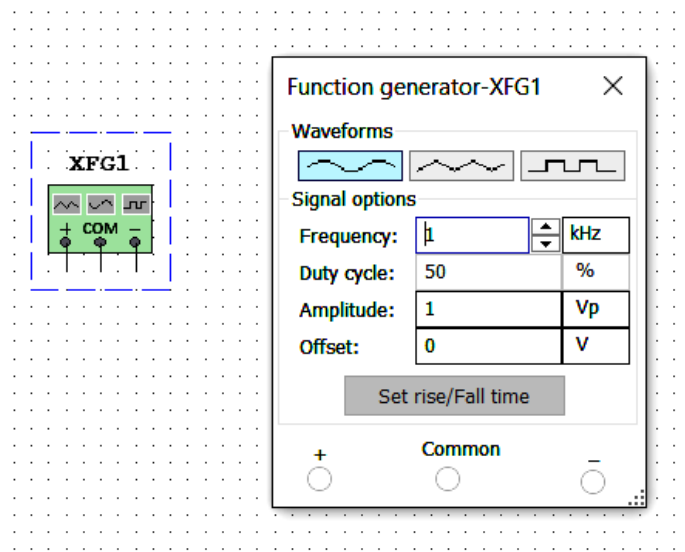 Function generator-XFG1
Waveforms
Signal options
Frequency: 1 kHz
Duty cycle: 50 %
Amplitude: 1 Vp
Offset: 0 V
Set rise/Fall time
+ Common −
XFG1
+ COM −